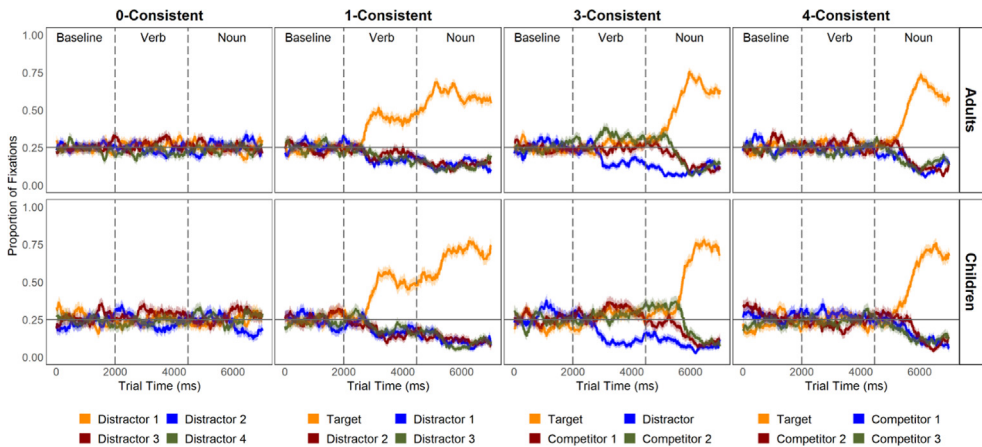 0-Consistent 1-Consistent 3-Consistent 4-Consistent
Baseline Verb Noun Baseline Verb Noun Baseline Verb Noun Baseline Verb Noun
1.00
0.75
0.50
0.25
0.00
Adults
1.00
0.75
0.50
0.25
0.00
Children
Proportion of Fixations
0 2000 4000 6000 0 2000 4000 6000 0 2000 4000 6000 0 2000 4000 6000
Trial Time (ms) Trial Time (ms) Trial Time (ms) Trial Time (ms)
Distractor 1 Distractor 2 Target Distractor 1 Target Distractor Target Competitor 1
Distractor 3 Distractor 4 Distractor 2 Distractor 3 Competitor 1 Competitor 2 Competitor 2 Competitor 3